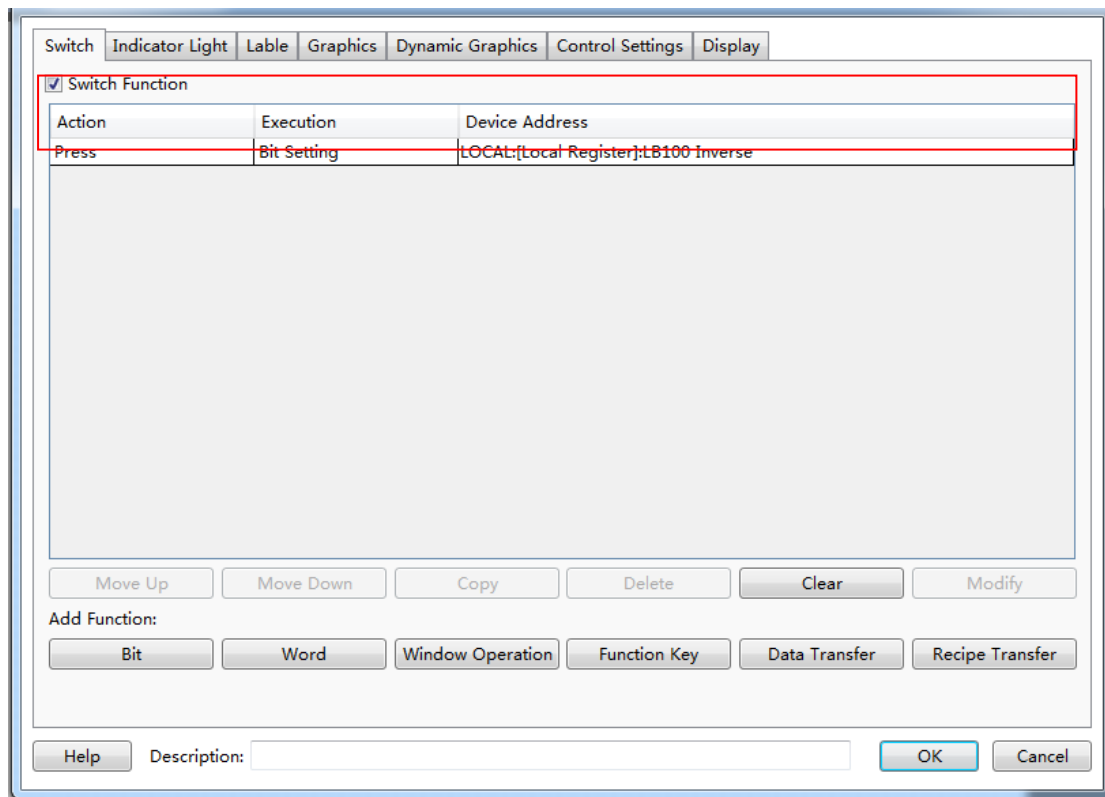 Switch Indicator Light Lable Graphics Dynamic Graphics Control Settings Display
Switch Function
Action Execution Device Address
Press Bit Setting LOCAL:[Local Register]:LB100 Inverse
Move Up Move Down Copy Delete Clear Modify
Add Function:
Bit Word Window Operation Function Key Data Transfer Recipe Transfer
Help Description: OK Cancel